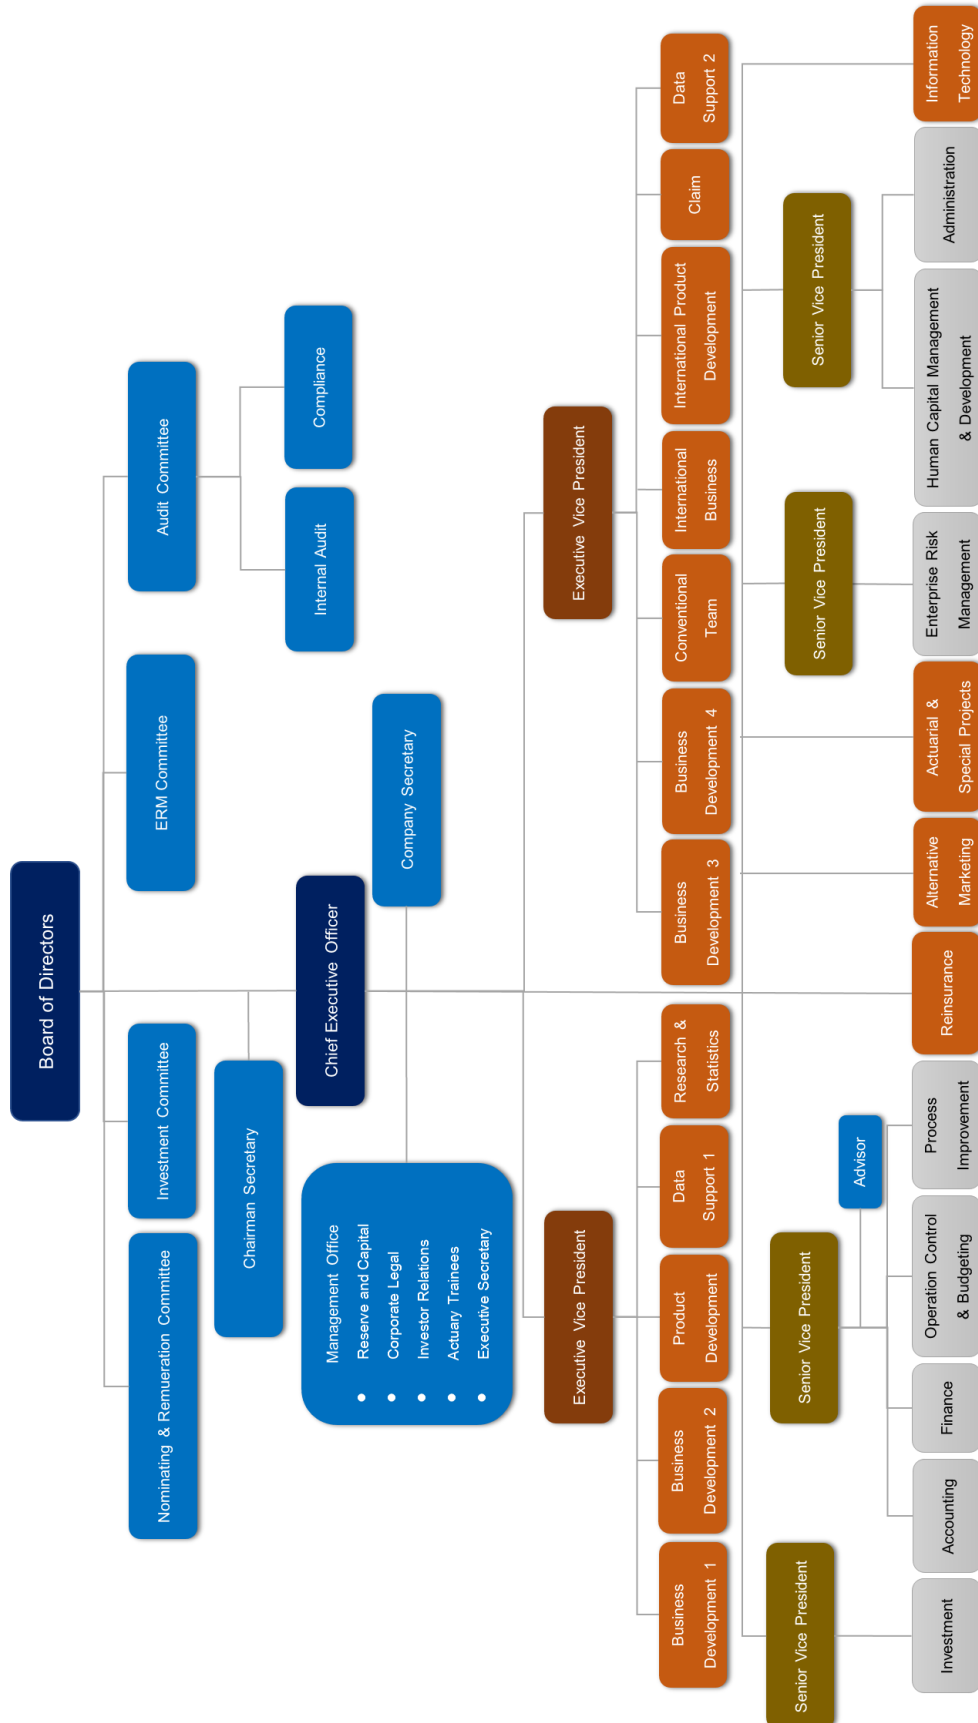 Board of Directors
Nominating & Remueration Committee
Investment Committee
ERM Committee
Audit Committee
Chairman Secretary
Internal Audit
Compliance
Chief Executive Officer
Management Office
• Reserve and Capital
• Corporate Legal
• Investor Relations
• Actuary Trainees
• Executive Secretary
Company Secretary
Executive Vice President
Executive Vice President
Business
Development 1
Business
Development 2
Product
Development
Data
Support 1
Research &
Statistics
Business
Development 3
Business
Development 4
Conventional
Team
International
Business
International Product
Development
Claim
Data
Support 2
Senior Vice President
Senior Vice President
Senior Vice President
Senior Vice President
Advisor
Investment
Accounting
Finance
Operation Control
& Budgeting
Process
Improvement
Reinsurance
Alternative
Marketing
Actuarial &
Special Projects
Enterprise Risk
Management
Human Capital Management
& Development
Administration
Information
Technology